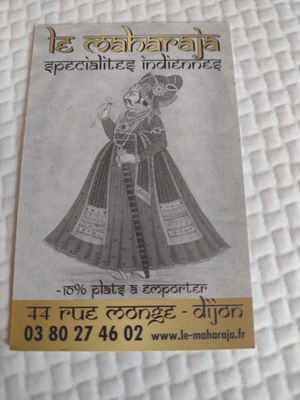 LE MAHARAJA
SPECIALITES INDIENNES
-15% PLATS A EMPORTER
44 RUE MONGE - DIJON
03 80 27 46 02 www.le-maharaja.fr